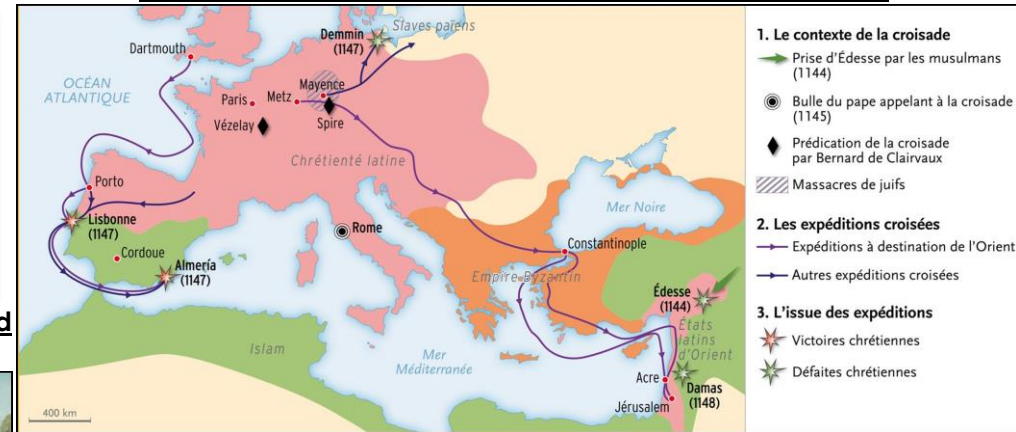 Dartmouth
OCÉAN
ATLANTIQUE
Demmin
(1147)
Slaves païens
Mayence
Metz
Paris
Spire
Vézelay
Chrétienté latine
Porto
Lisbonne
(1147)
Cordoue
Almería
(1147)
Rome
Mer Noire
Constantinople
Empire Byzantin
Édesse
(1144)
États
latins
d'Orient
Islam
Mer
Méditerranée
Acre
Damas
(1148)
Jérusalem
400 km
d
1. Le contexte de la croisade
Prise d'Édesse par les musulmans
(1144)
Bulle du pape appelant à la croisade
(1145)
Prédication de la croisade
par Bernard de Clairvaux
Massacres de juifs
2. Les expéditions croisées
Expéditions à destination de l'Orient
Autres expéditions croisées
3. L'issue des expéditions
Victoires chrétiennes
Défaites chrétiennes